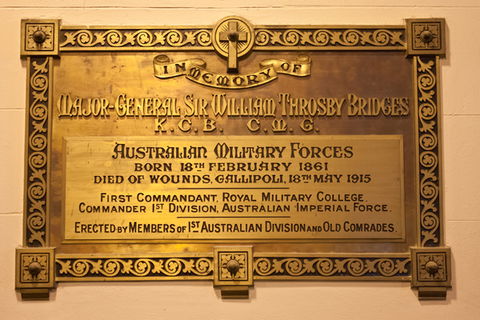 IN MEMORY OF
MAJOR-GENERAL SIR WILLIAM THROSBY BRIDGES
K.C.B. C.M.G.
AUSTRALIAN MILITARY FORCES
BORN 18TH FEBRUARY 1861
DIED OF WOUNDS, GALLIPOLI, 18TH MAY 1915
FIRST COMMANDANT, ROYAL MILITARY COLLEGE
COMMANDER 1ST DIVISION, AUSTRALIAN IMPERIAL FORCE.
ERECTED BY MEMBERS OF 1ST AUSTRALIAN DIVISION AND OLD COMRADES.